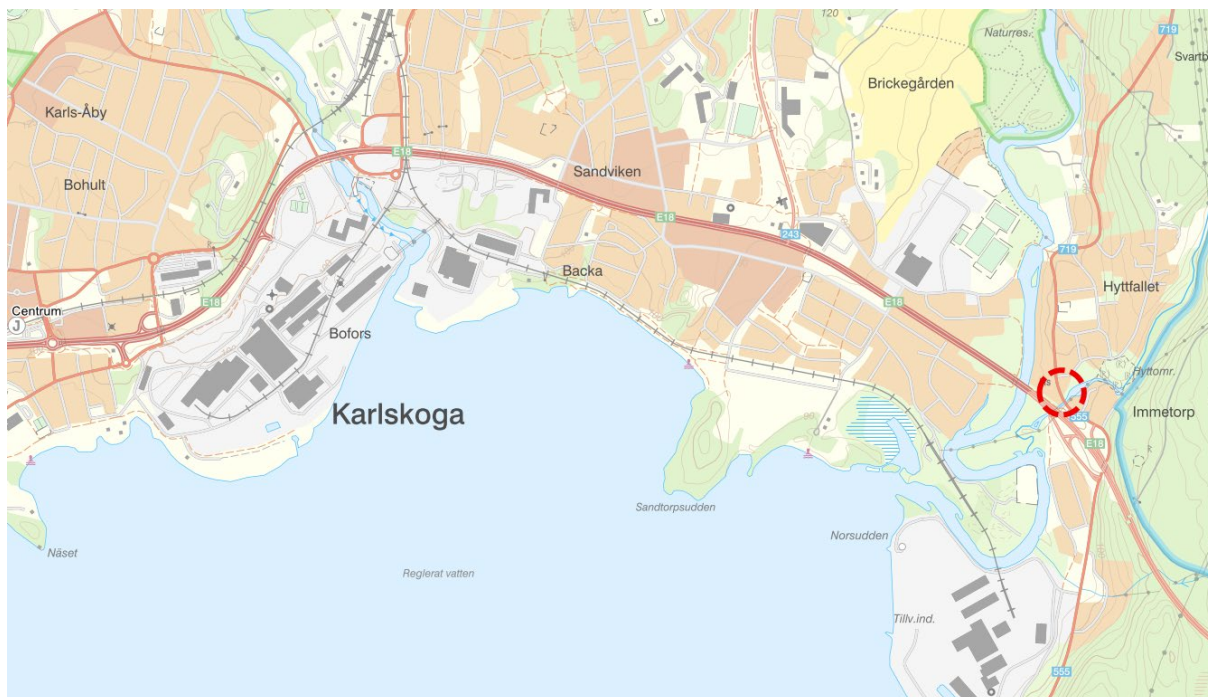 120
Naturres.
719
Svartb
Brickegården
Karls-Åby
E18
Sandviken
Bohult
E18
243
719
Backa
Hyttfallet
E18
E18
Centrum
J
Bofors
Hyttomr.
Karlskoga
Immetorp
555
E18
Sandtorpsudden
Norsudden
Näset
Reglerat vatten
Tillv.ind.
555